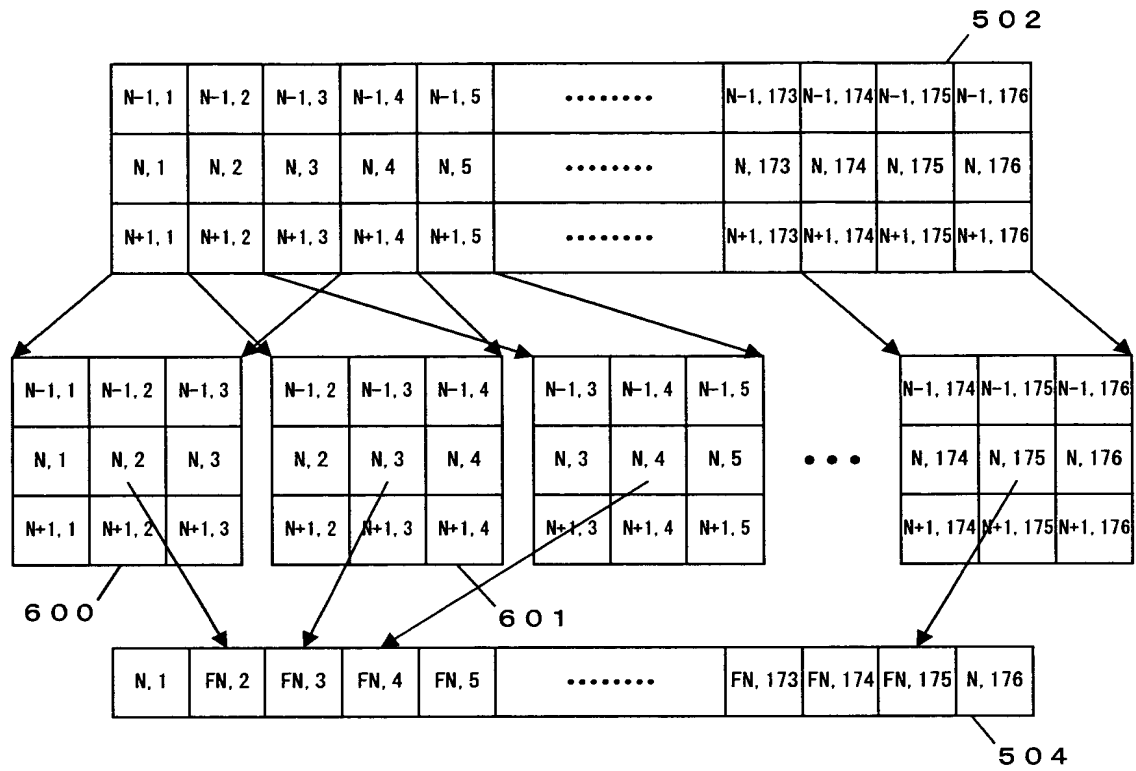 502
N-1, 1 N-1, 2 N-1, 3 N-1, 4 N-1, 5 ‥‥‥‥ N-1, 173 N-1, 174 N-1, 175 N-1, 176
N, 1 N, 2 N, 3 N, 4 N, 5 ‥‥‥‥ N, 173 N, 174 N, 175 N, 176
N+1, 1 N+1, 2 N+1, 3 N+1, 4 N+1, 5 ‥‥‥‥ N+1, 173 N+1, 174 N+1, 175 N+1, 176
N-1, 1 N-1, 2 N-1, 3 N-1, 2 N-1, 3 N-1, 4 N-1, 3 N-1, 4 N-1, 5 N-1, 174 N-1, 175 N-1, 176
N, 1 N, 2 N, 3 N, 2 N, 3 N, 4 N, 3 N, 4 N, 5 ••• N, 174 N, 175 N, 176
N+1, 1 N+1, 2 N+1, 3 N+1, 2 N+1, 3 N+1, 4 N+1, 3 N+1, 4 N+1, 5 N+1, 174 N+1, 175 N+1, 176
600 601
N, 1 FN, 2 FN, 3 FN, 4 FN, 5 ‥‥‥‥ FN, 173 FN, 174 FN, 175 N, 176
504